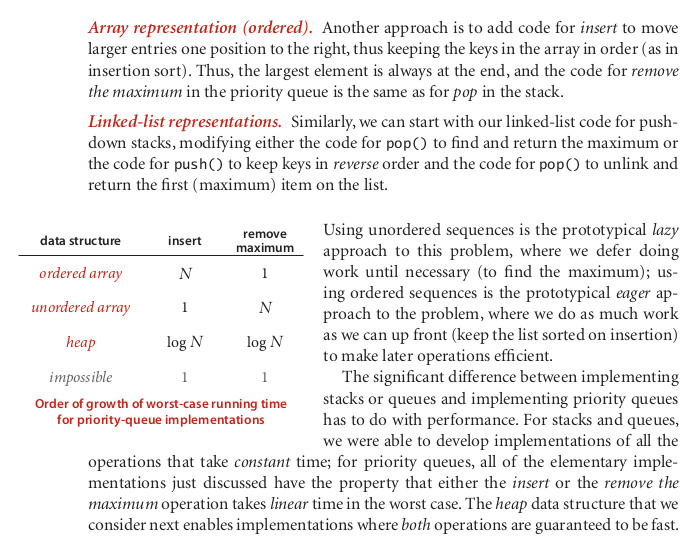 Array representation (ordered). Another approach is to add code for insert to move
larger entries one position to the right, thus keeping the keys in the array in order (as in
insertion sort). Thus, the largest element is always at the end, and the code for remove
the maximum in the priority queue is the same as for pop in the stack.
Linked-list representations. Similarly, we can start with our linked-list code for push-
down stacks, modifying either the code for pop() to find and return the maximum or
the code for push() to keep keys in reverse order and the code for pop() to unlink and
return the first (maximum) item on the list.
data structure insert remove maximum
ordered array N 1
unordered array 1 N
heap log N log N
impossible 1 1
Order of growth of worst-case running time
for priority-queue implementations
Using unordered sequences is the prototypical lazy
approach to this problem, where we defer doing
work until necessary (to find the maximum); us-
ing ordered sequences is the prototypical eager ap-
proach to the problem, where we do as much work
as we can up front (keep the list sorted on insertion)
to make later operations efficient.
The significant difference between implementing
stacks or queues and implementing priority queues
has to do with performance. For stacks and queues,
we were able to develop implementations of all the
operations that take constant time; for priority queues, all of the elementary imple-
mentations just discussed have the property that either the insert or the remove the
maximum operation takes linear time in the worst case. The heap data structure that we
consider next enables implementations where both operations are guaranteed to be fast.